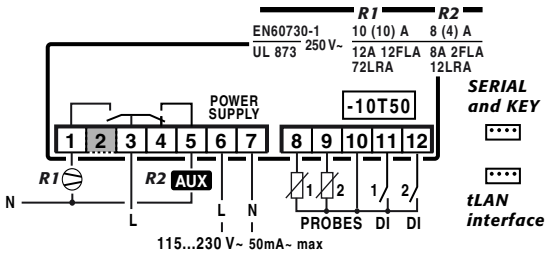 R1 R2
EN60730-1 250 V~ 10 (10) A 8 (4) A
UL 873 12A 12FLA 8A 2FLA
72LRA 12LRA
POWER
SUPPLY
-10T50
SERIAL
and KEY
1 2 3 4 5 6 7 8 9 10 11 12
R1 R2 AUX 1 2 1 2
N L L N PROBES DI DI
tLAN
interface
115...230 V~ 50mA~ max